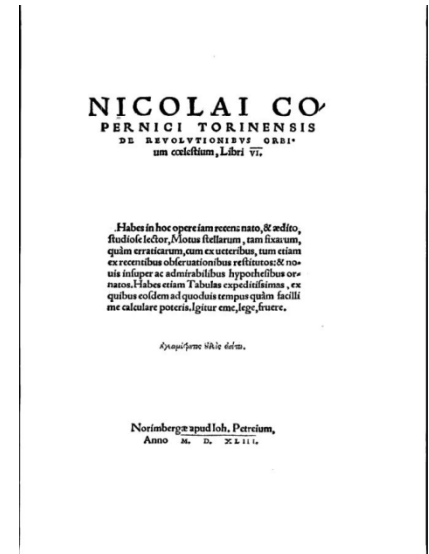 NICOLAI CO-
PERNICI TORINENSIS
DE REVOLVTIONIBVS ORBI-
um cœlestium, Libri VI.
Habes in hoc opere iam recens nato, & ædito,
studiose lector, Motus stellarum, tam fixarum,
quàm erraticarum, cum ex ueteribus, tum etiam
ex recentibus obseruationibus restitutos: & no-
uis insuper ac admirabilibus hypothesibus or-
natos. Habes etiam Tabulas expeditissimas, ex
quibus eosdem ad quoduis tempus quàm facilli
me calculare poteris. Igitur eme, lege, fruere.
Norimbergæ apud Ioh. Petreium,
Anno M. D. XLIII.